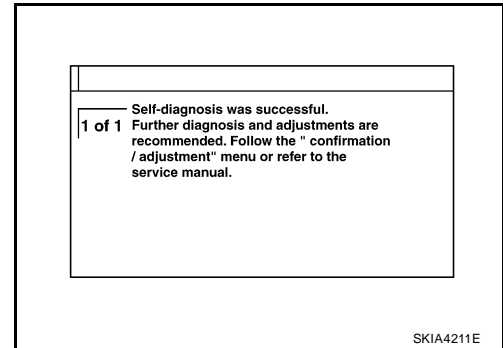 Self-diagnosis was successful.
1 of 1 Further diagnosis and adjustments are
recommended. Follow the " confirmation
/ adjustment" menu or refer to the
service manual.
SKIA4211E